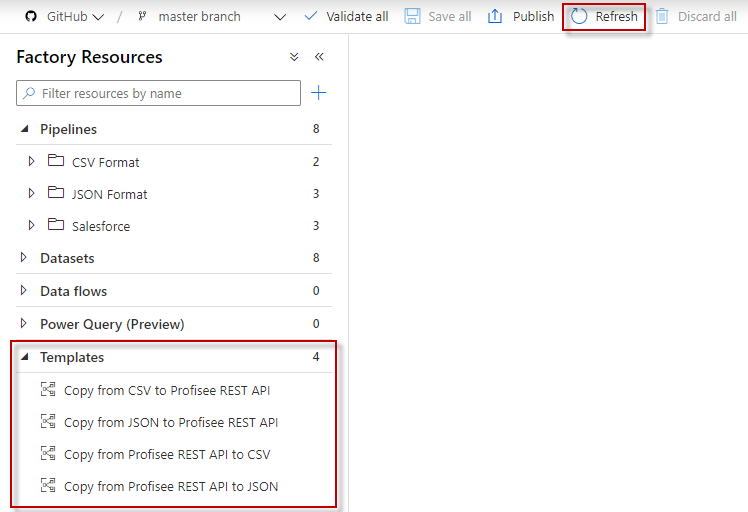 GitHub / master branch Validate all Save all Publish Refresh Discard all
Factory Resources
Filter resources by name
Pipelines 8
CSV Format 2
JSON Format 3
Salesforce 3
Datasets 8
Data flows 0
Power Query (Preview) 0
Templates 4
Copy from CSV to Profisee REST API
Copy from JSON to Profisee REST API
Copy from Profisee REST API to CSV
Copy from Profisee REST API to JSON